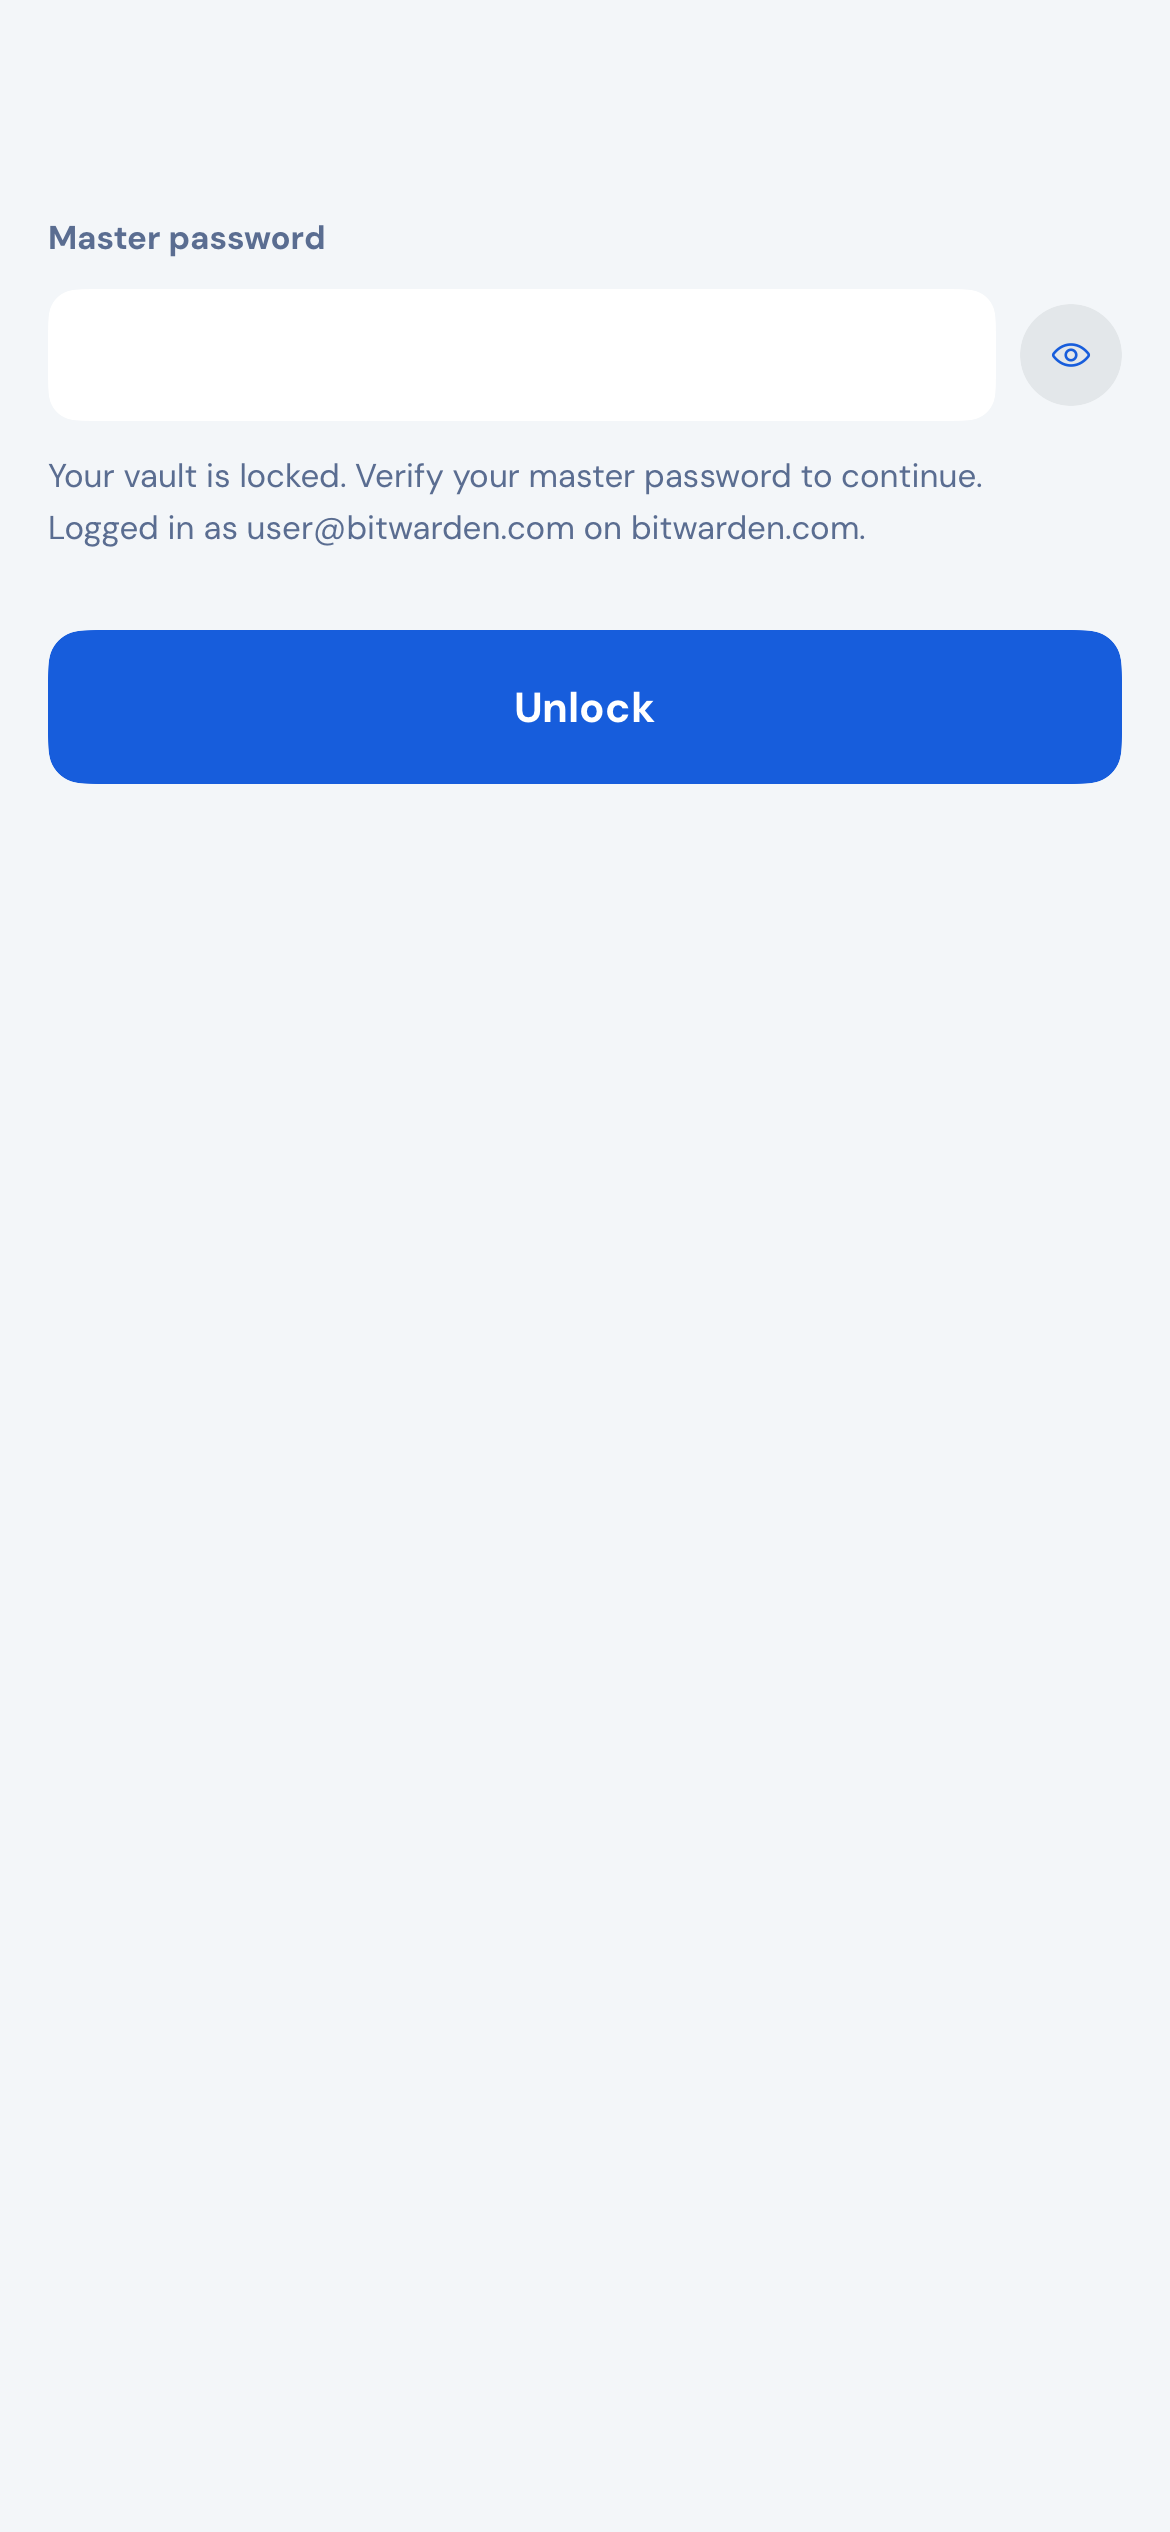 Master password
Your vault is locked. Verify your master password to continue.
Logged in as user@bitwarden.com on bitwarden.com.
Unlock